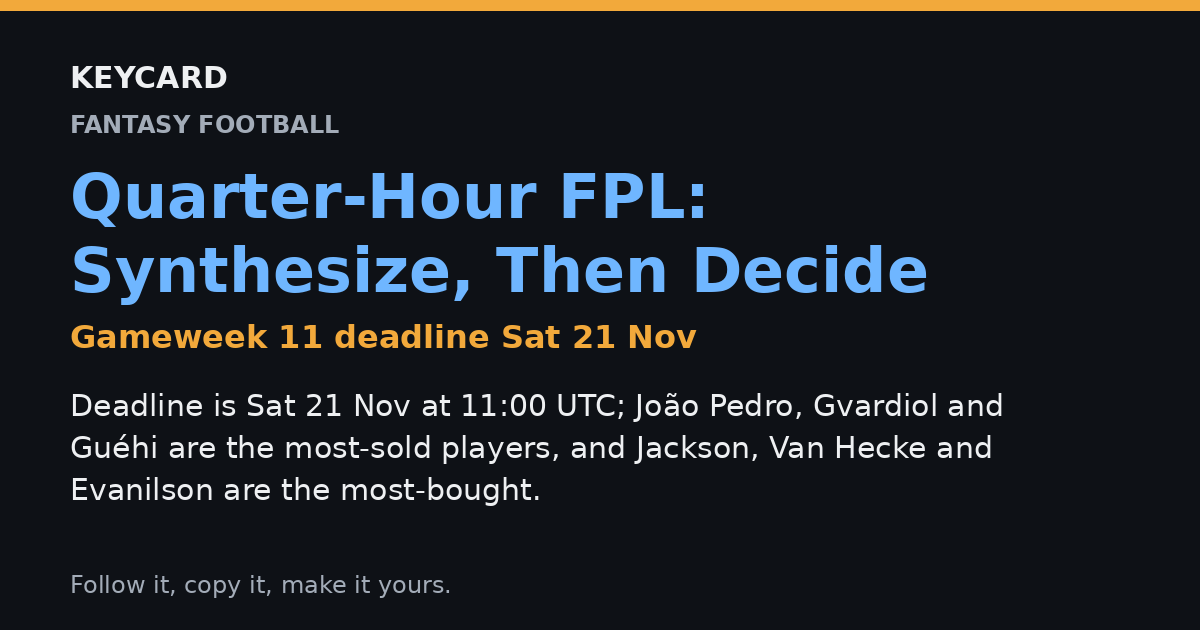 KEYCARD
FANTASY FOOTBALL
Quarter-Hour FPL:
Synthesize, Then Decide
Gameweek 11 deadline Sat 21 Nov
Deadline is Sat 21 Nov at 11:00 UTC; João Pedro, Gvardiol and
Guéhi are the most-sold players, and Jackson, Van Hecke and
Evanilson are the most-bought.
Follow it, copy it, make it yours.